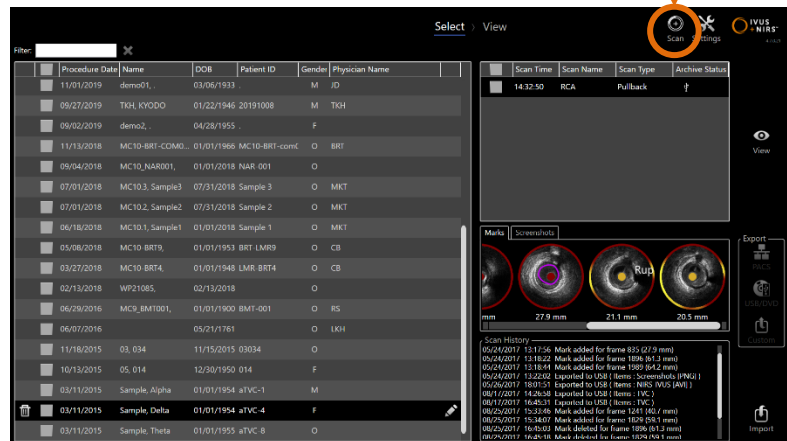 Select › View
Scan Settings
IVUS +NIRS
Filter:
Procedure Date Name DOB Patient ID Gender Physician Name
11/01/2019 demo01, . 03/06/1933 . M JD
09/27/2019 TKH, KYODO 01/22/1946 20191008 M TKH
09/02/2019 demo2, . 04/28/1955 . F
11/13/2018 MC10-BRT-COM0... 01/01/1966 MC10-BRT-com( O BRT
09/04/2018 MC10_NAR001, 01/01/2018 NAR-001 O
07/01/2018 MC10.3, Sample3 07/31/2018 Sample 3 O MKT
07/01/2018 MC10.2, Sample2 07/31/2018 Sample 2 O MKT
06/18/2018 MC10.1, Sample1 01/01/2018 Sample 1 O MKT
05/08/2018 MC10-BRT9, 01/01/1953 BRT-LMR9 O CB
03/27/2018 MC10-BRT4, 01/01/1948 LMR-BRT4 O CB
02/13/2018 WP21085, 02/13/2018 O
06/29/2016 MC9_BMT001, 01/01/1900 BMT-001 O RS
06/07/2016 05/21/1761 O LKH
11/18/2015 03, 034 11/15/2015 03034 O
10/13/2015 05, 014 12/30/1950 014 F
03/11/2015 Sample, Alpha 01/01/1954 aTVC-1 M
03/11/2015 Sample, Delta 01/01/1954 aTVC-4 F
03/11/2015 Sample, Theta 01/01/1955 aTVC-8 O
Scan Time Scan Name Scan Type Archive Status
14:32:50 RCA Pullback
View
Marks Screenshots
Rup
mm 27.9 mm 21.1 mm 20.5 mm
Export
PACS
USB/DVD
Custom
Import
Scan History
05/24/2017 13:17:56 Mark added for frame 835 (27.9 mm)
05/24/2017 13:18:22 Mark added for frame 1896 (61.3 mm)
05/24/2017 13:18:44 Mark added for frame 1989 (64.2 mm)
05/24/2017 13:22:02 Exported to USB ( Items : Screenshots [PNG] )
05/26/2017 18:01:51 Exported to USB ( Items : NIRS IVUS [AVI] )
08/17/2017 14:26:58 Exported to USB ( Items : TVC )
08/17/2017 16:45:31 Exported to USB ( Items : TVC )
08/25/2017 15:33:46 Mark added for frame 1241 (40.7 mm)
08/25/2017 15:34:07 Mark added for frame 1829 (59.1 mm)
08/25/2017 16:45:03 Mark deleted for frame 1896 (61.3 mm)
08/25/2017 16:45:18 Mark deleted for frame 1829 (59.1 mm)